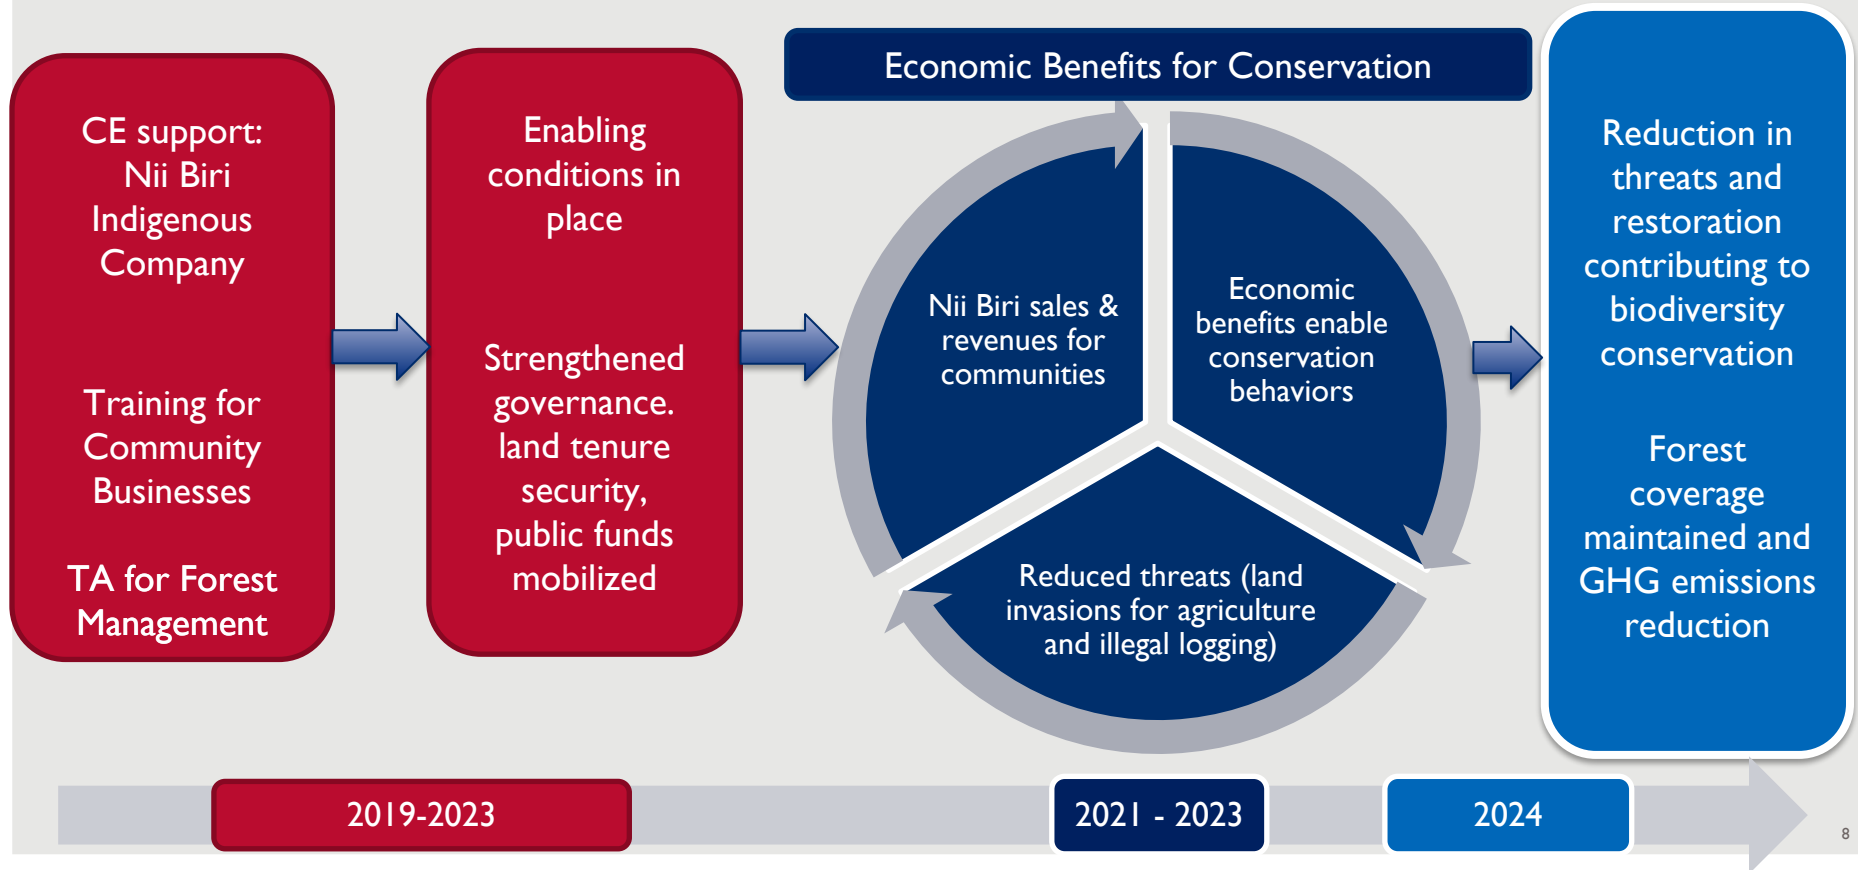 CE support:
Nii Biri
Indigenous
Company
Training for
Community
Businesses
TA for Forest
Management
Enabling
conditions in
place
Strengthened
governance.
land tenure
security,
public funds
mobilized
Economic Benefits for Conservation
Nii Biri sales &
revenues for
communities
Economic
benefits enable
conservation
behaviors
Reduced threats (land
invasions for agriculture
and illegal logging)
Reduction in
threats and
restoration
contributing to
biodiversity
conservation
Forest
coverage
maintained and
GHG emissions
reduction
2019-2023
2021 - 2023
2024
8